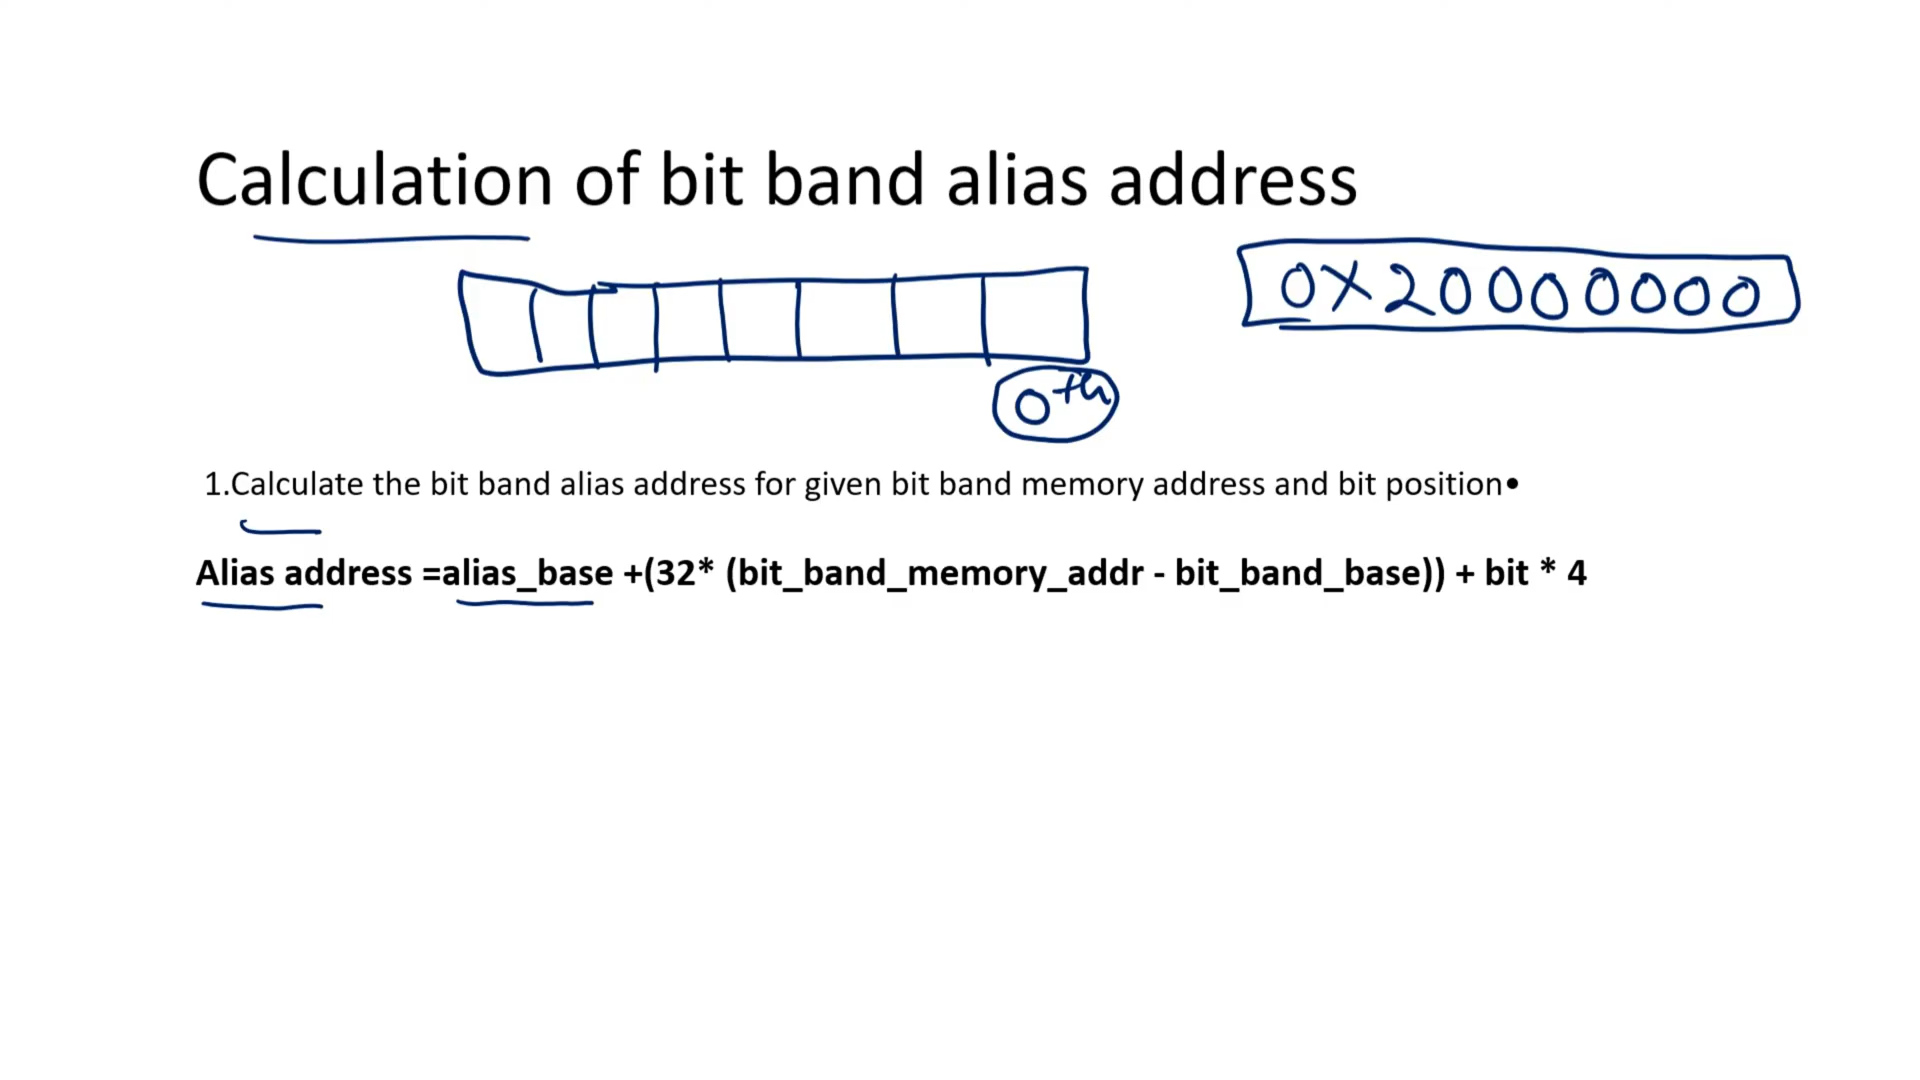 Calculation of bit band alias address
0X20000000
0th
1.Calculate the bit band alias address for given bit band memory address and bit position•
Alias address =alias_base +(32* (bit_band_memory_addr - bit_band_base)) + bit * 4